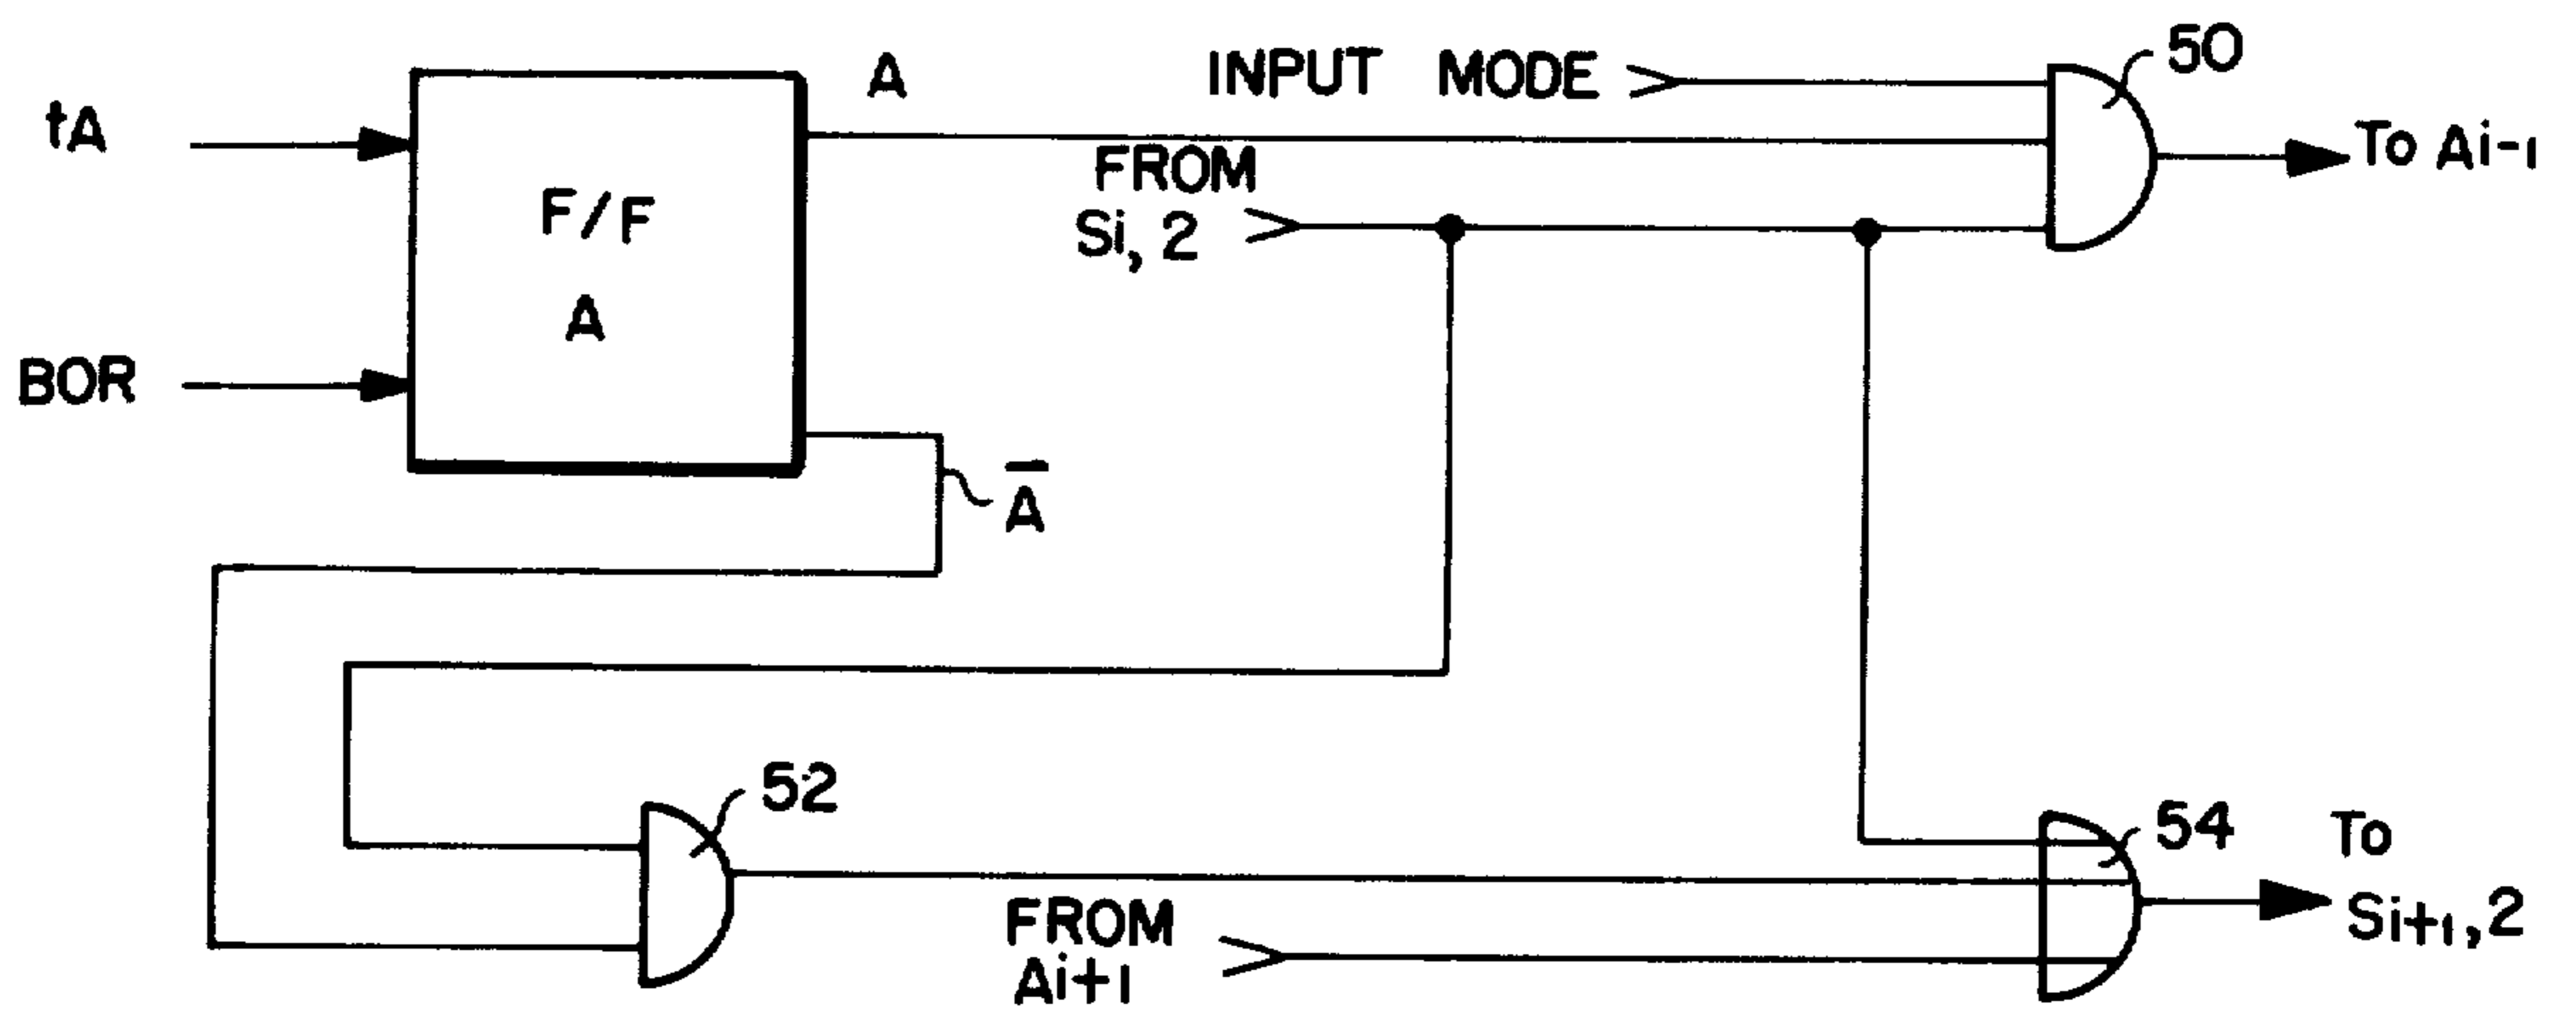 tA
A
INPUT MODE
50
To Ai-1
F/F
A
FROM
Si, 2
BOR
A̅
52
54
To
Si+1, 2
FROM
Ai+1